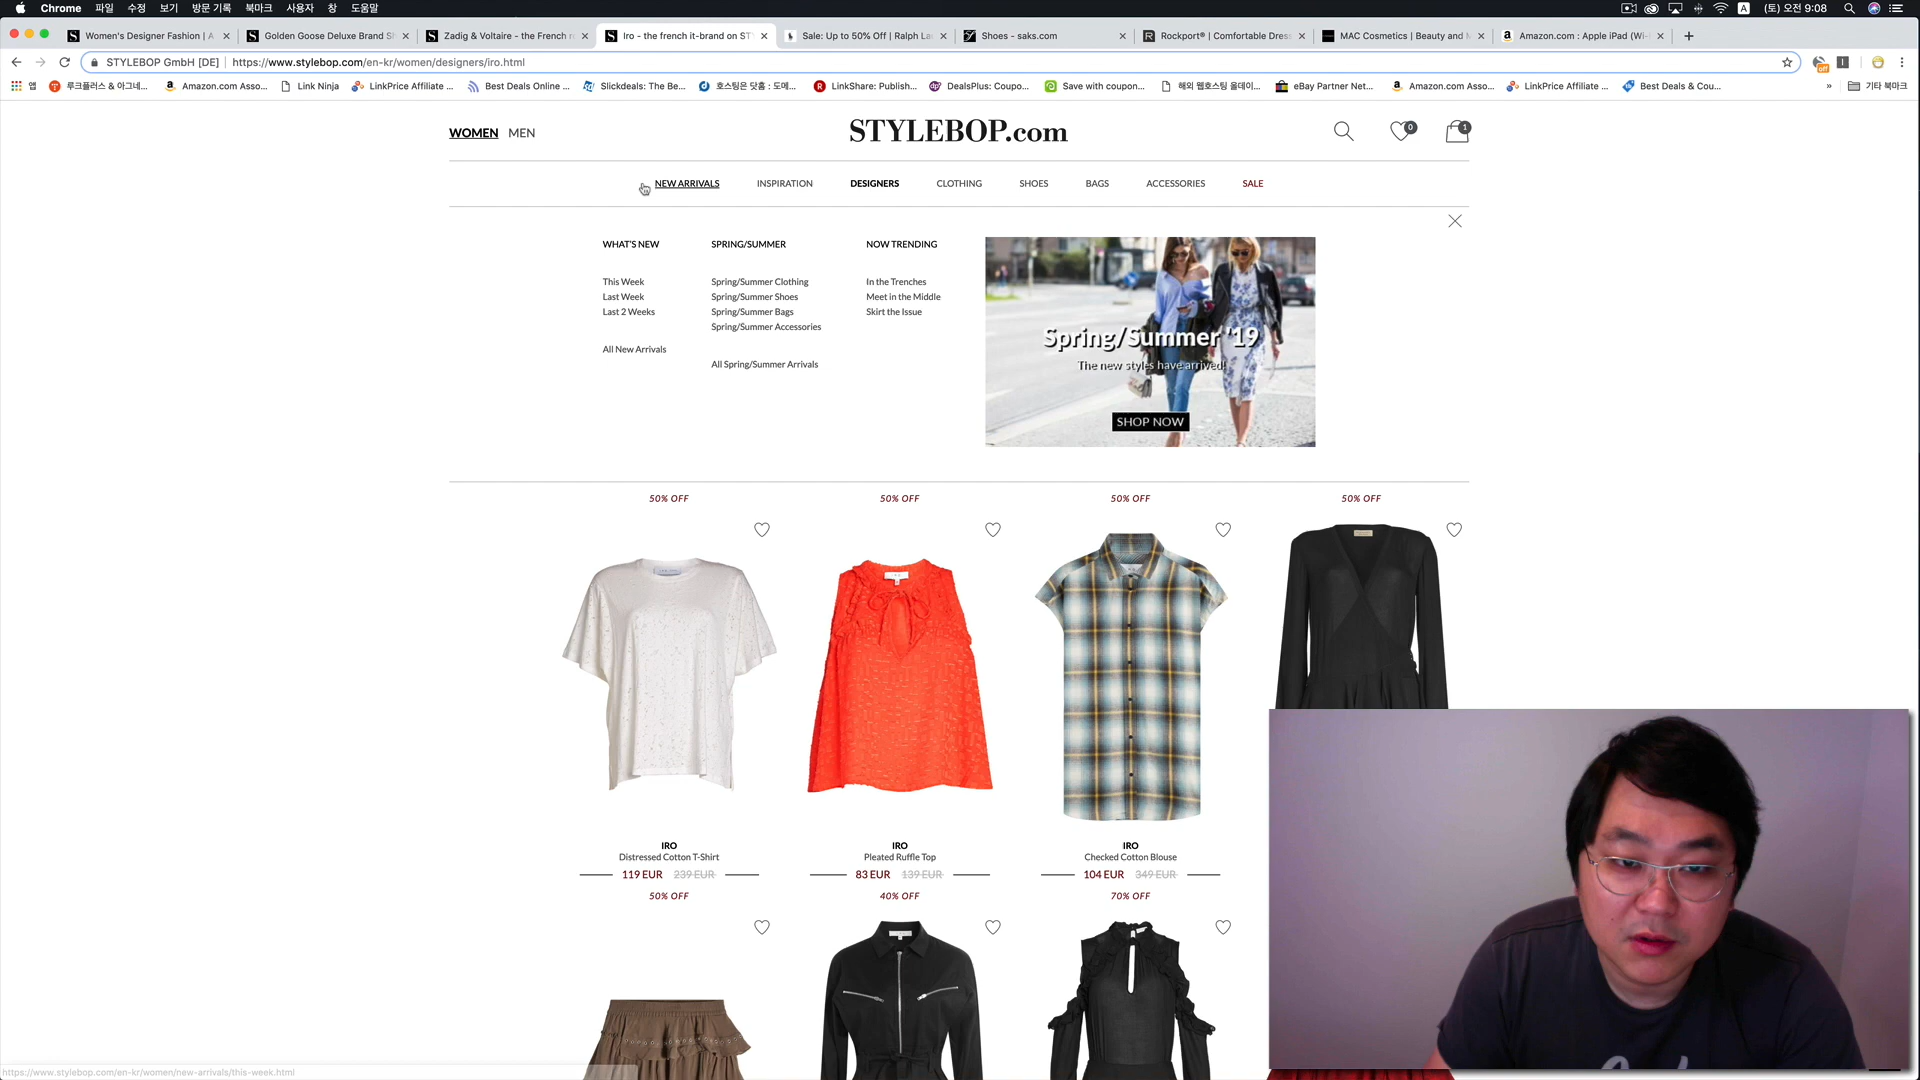 Chrome 파일 수정 보기 방문 기록 북마크 사용자 창 도움말 A (토) 오전 9:08
Women's Designer Fashion | A
Golden Goose Deluxe Brand S
Zadig & Voltaire - the French r
Iro - the french it-brand on ST
Sale: Up to 50% Off | Ralph La
Shoes - saks.com
Rockport® | Comfortable Dres
MAC Cosmetics | Beauty and M
Amazon.com : Apple iPad (Wi-
STYLEBOP GmbH [DE] https://www.stylebop.com/en-kr/women/designers/iro.html
off
앱 루크플러스 & 아그네... Amazon.com Asso... Link Ninja LinkPrice Affiliate ... Best Deals Online ... Slickdeals: The Be... 호스팅은 닷홈 : 도메... LinkShare: Publish... DealsPlus: Coupo... Save with coupon... 해외 웹호스팅 올데이... eBay Partner Net... Amazon.com Asso... LinkPrice Affiliate ... Best Deals & Cou... » 기타 북마크
WOMEN MEN
STYLEBOP.com
0
1
NEW ARRIVALS INSPIRATION DESIGNERS CLOTHING SHOES BAGS ACCESSORIES SALE
WHAT'S NEW
This Week
Last Week
Last 2 Weeks
All New Arrivals
SPRING/SUMMER
Spring/Summer Clothing
Spring/Summer Shoes
Spring/Summer Bags
Spring/Summer Accessories
All Spring/Summer Arrivals
NOW TRENDING
In the Trenches
Meet in the Middle
Skirt the Issue
Spring/Summer '19
The new styles have arrived!
SHOP NOW
50% OFF 50% OFF 50% OFF 50% OFF
IRO
Distressed Cotton T-Shirt
119 EUR 239 EUR
50% OFF
IRO
Pleated Ruffle Top
83 EUR 139 EUR
40% OFF
IRO
Checked Cotton Blouse
104 EUR 349 EUR
70% OFF
https://www.stylebop.com/en-kr/women/new-arrivals/this-week.html